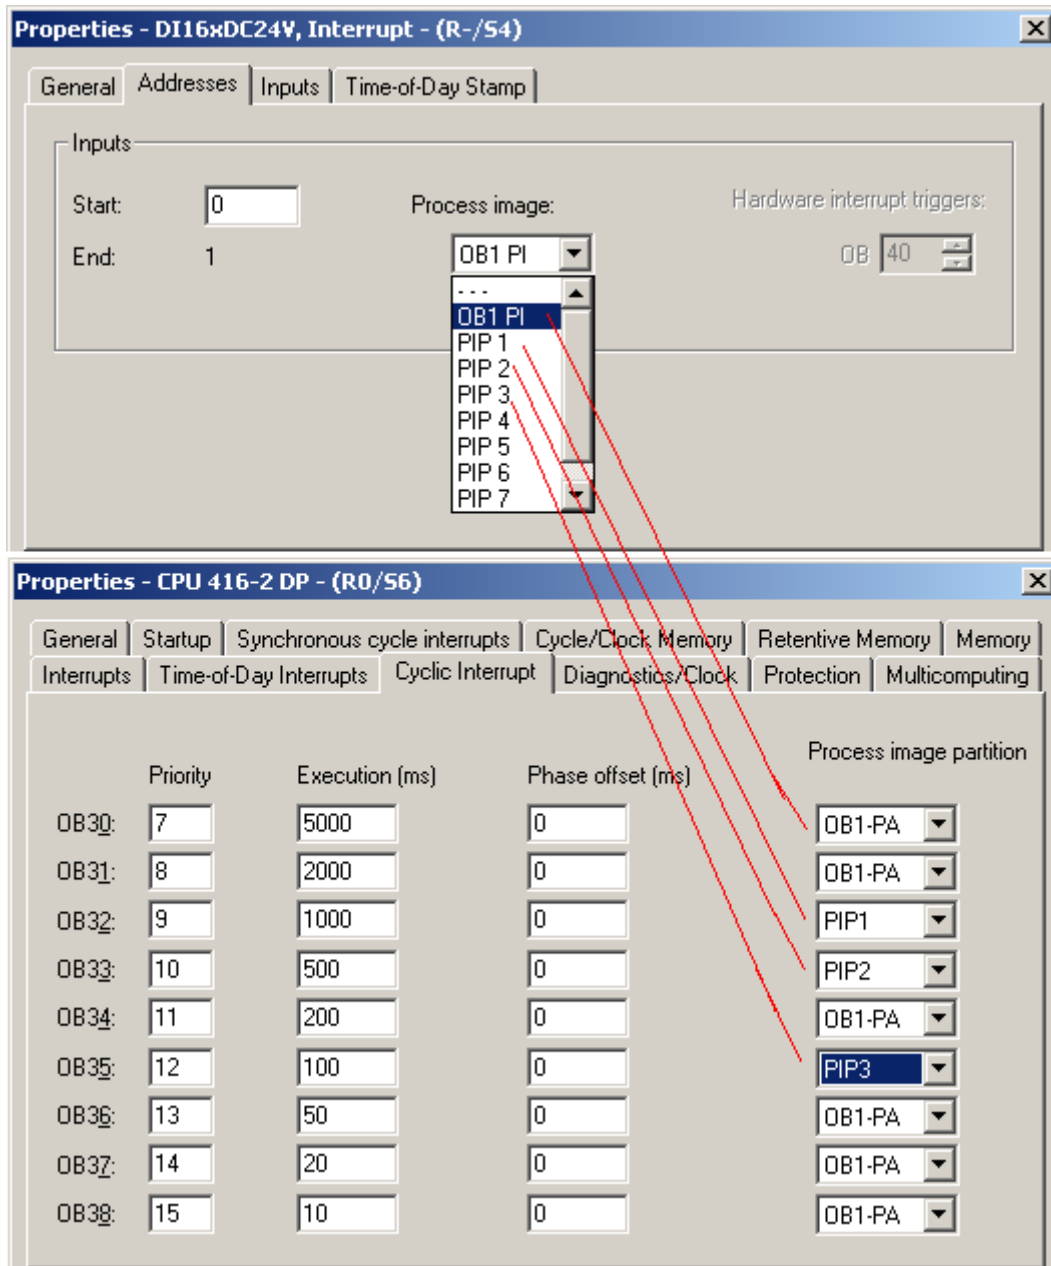 Properties - DI16xDC24V, Interrupt - (R-/S4)
General Addresses Inputs Time-of-Day Stamp
Inputs
Start: 0 Process image: Hardware interrupt triggers:
End: 1 OB1 PI OB 40
- - -
OB1 PI
PIP 1
PIP 2
PIP 3
PIP 4
PIP 5
PIP 6
PIP 7
Properties - CPU 416-2 DP - (R0/S6)
General Startup Synchronous cycle interrupts Cycle/Clock Memory Retentive Memory Memory
Interrupts Time-of-Day Interrupts Cyclic Interrupt Diagnostics/Clock Protection Multicomputing
Process image partition
Priority Execution (ms) Phase offset (ms)
OB30: 7 5000 0 OB1-PA
OB31: 8 2000 0 OB1-PA
OB32: 9 1000 0 PIP1
OB33: 10 500 0 PIP2
OB34: 11 200 0 OB1-PA
OB35: 12 100 0 PIP3
OB36: 13 50 0 OB1-PA
OB37: 14 20 0 OB1-PA
OB38: 15 10 0 OB1-PA